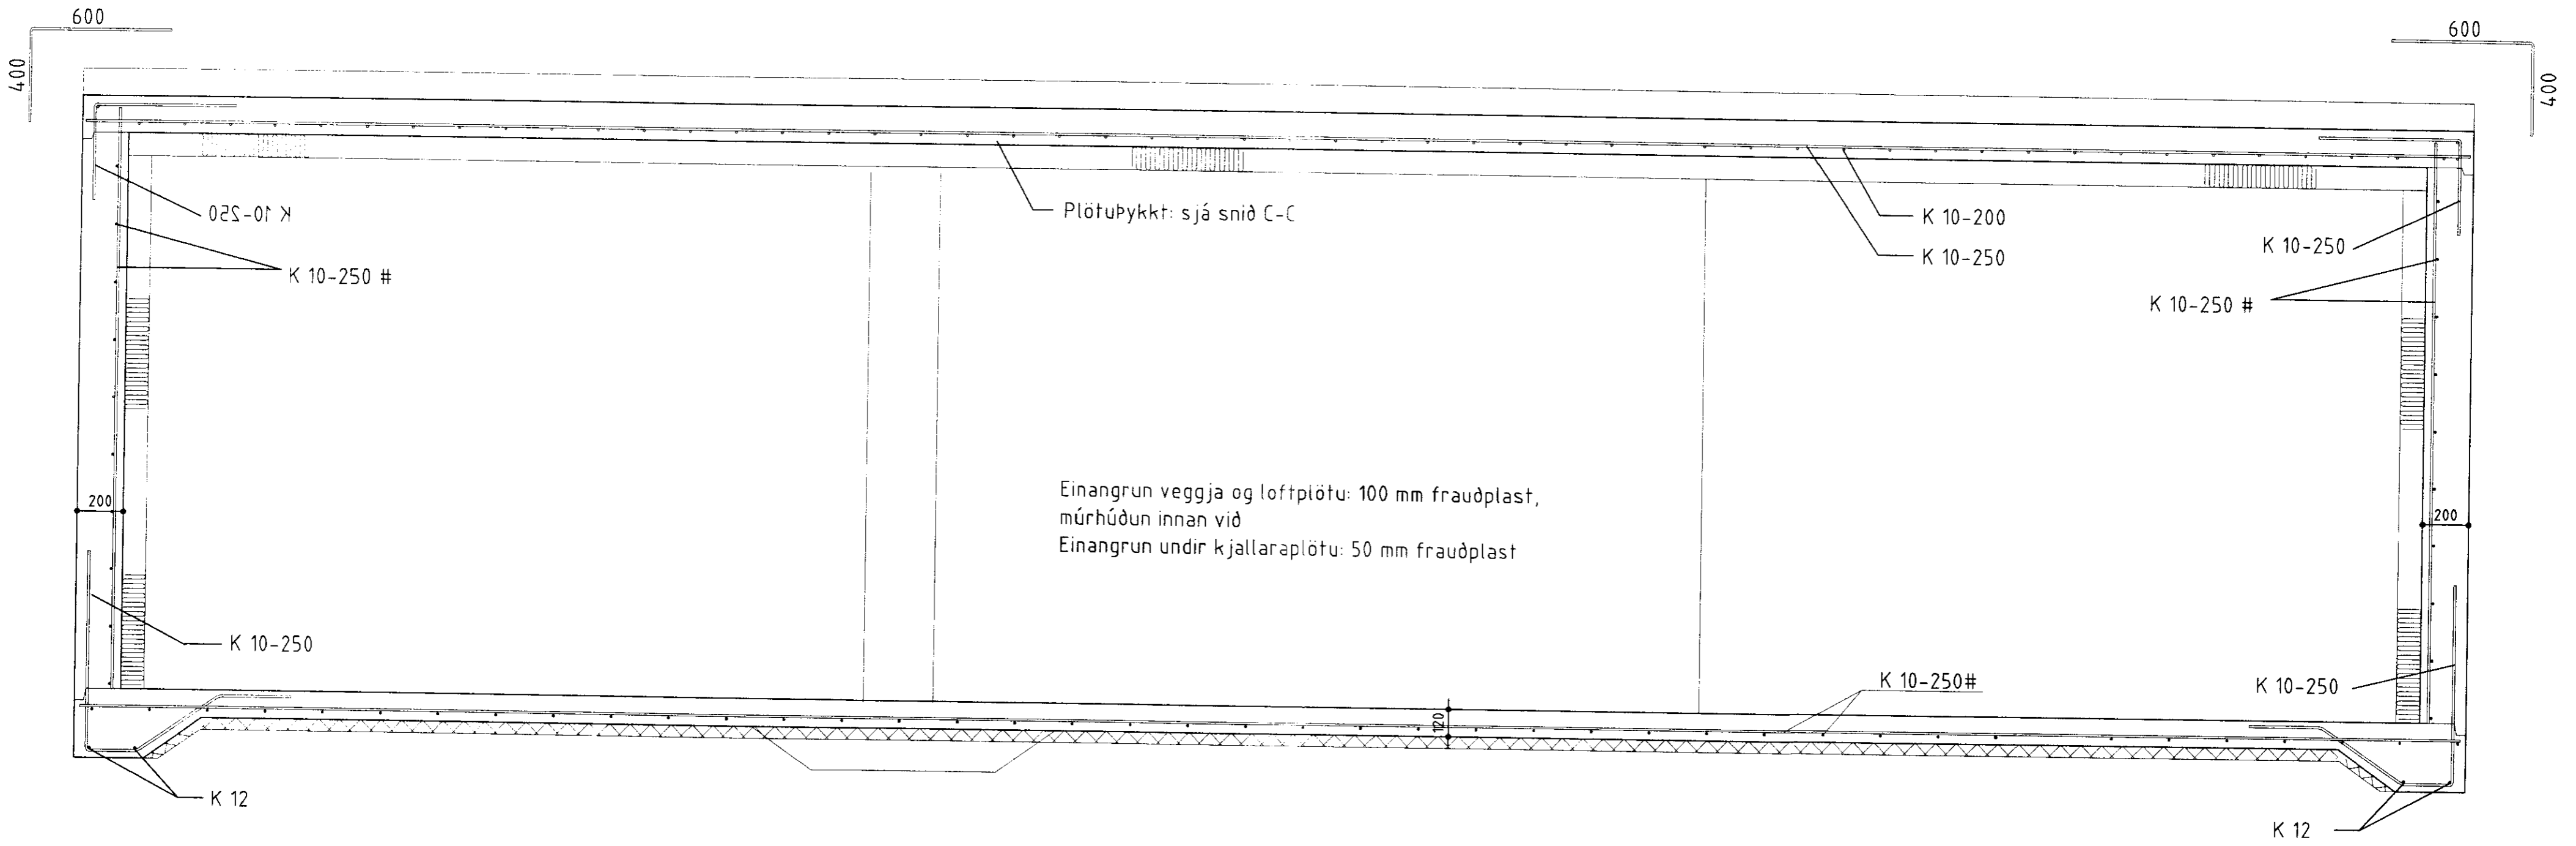 600
600
400
400
K 10-250
Plötuþykkt: sjá snið C-C
K 10-200
K 10-250
K 10-250
K 10-250 #
K 10-250 #
Einangrun veggja og loftplötu: 100 mm frauðplast,
múrhúðun innan við
Einangrun undir kjallaraplötu: 50 mm frauðplast
200
200
K 10-250
K 10-250#
K 10-250
120
K 12
K 12